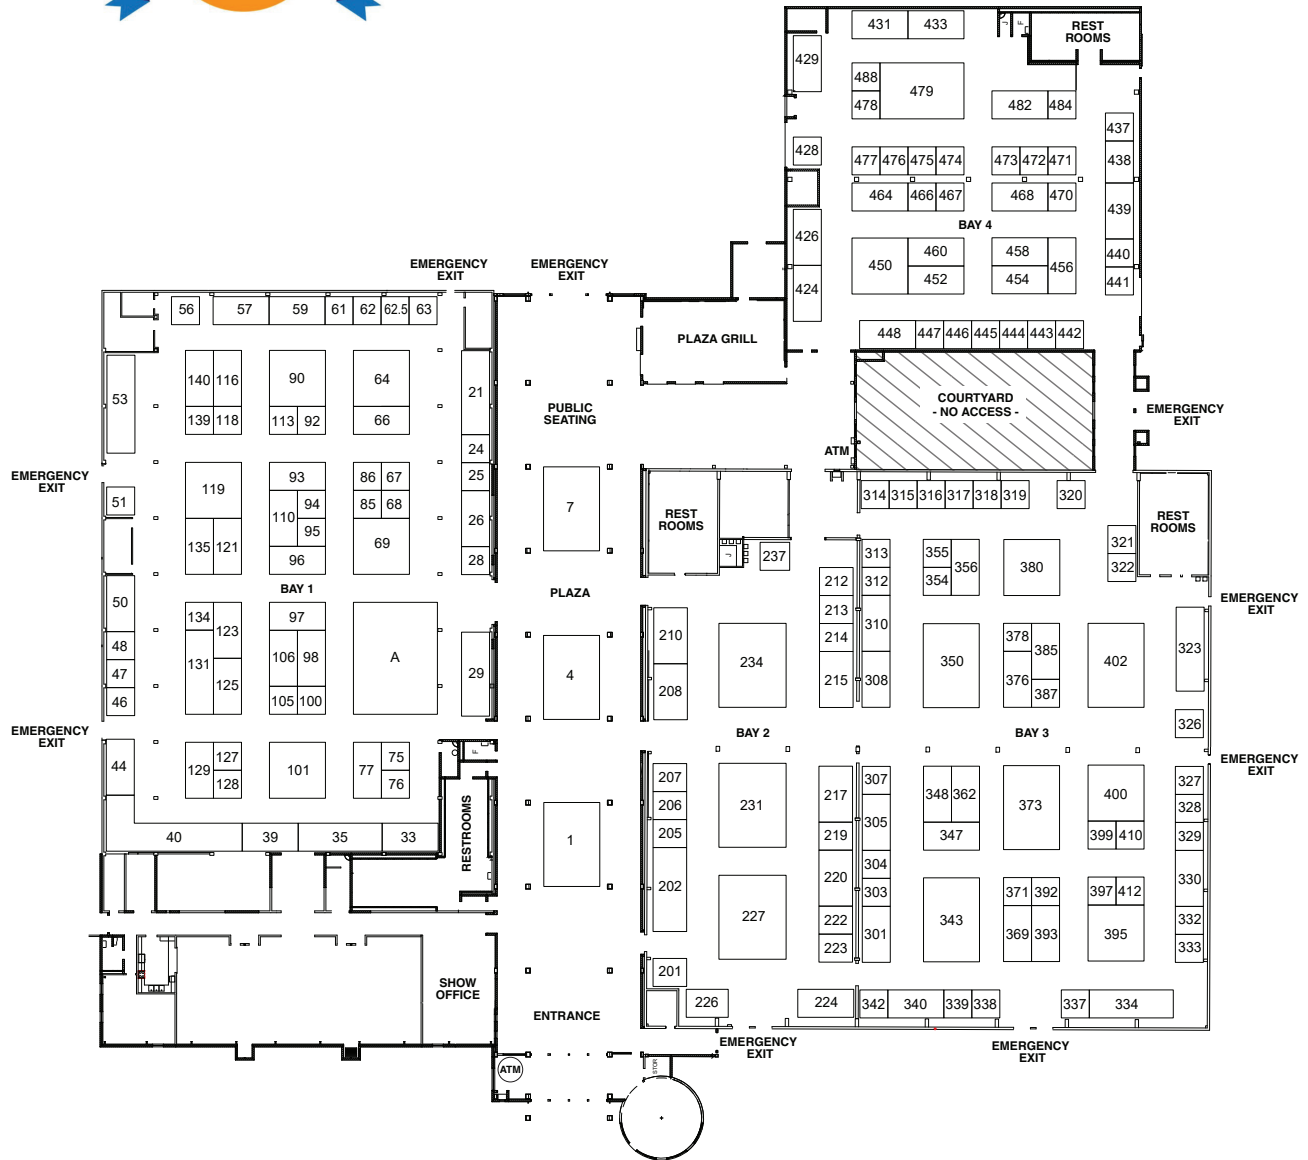 431 433
J
F
REST
ROOMS
429
488
478
479
482 484
437
438
428
477 476 475 474 473 472 471
464 466 467 468 470
439
BAY 4
426
424
450
460
452
458
454
456
440
441
448 447 446 445 444 443 442
EMERGENCY
EXIT
EMERGENCY
EXIT
56 57 59 61 62 62.5 63
PLAZA GRILL
COURTYARD
- NO ACCESS -
EMERGENCY
EXIT
ATM
53
140 116
139 118
90
113 92
64
66
21
24
PUBLIC
SEATING
EMERGENCY
EXIT
51
119
135 121
93
110
94
95
96
86 67
85 68
69
25
26
28
7
REST
ROOMS
J
237
314 315 316 317 318 319 320
REST
ROOMS
BAY 1
PLAZA
50
48
47
46
134
123
131
125
97
106 98
105 100
A
29
4
210
208
234
212
213
214
215
313
312
310
308
355
354
356
380
321
322
EMERGENCY
EXIT
350
378
376
385
387
402
323
326
EMERGENCY
EXIT
BAY 2
BAY 3
EMERGENCY
EXIT
44
129
127
128
101
77
75
76
F
40 39 35 33
RESTROOMS
1
207
206
205
202
201
231
227
217
219
220
222
223
307
305
304
303
301
348 362
347
343
373
371 392
369 393
400
399 410
397 412
395
327
328
329
330
332
333
SHOW
OFFICE
ENTRANCE
226 224 342 340 339 338 337 334
EMERGENCY
EXIT
EMERGENCY
EXIT
ATM
STOR